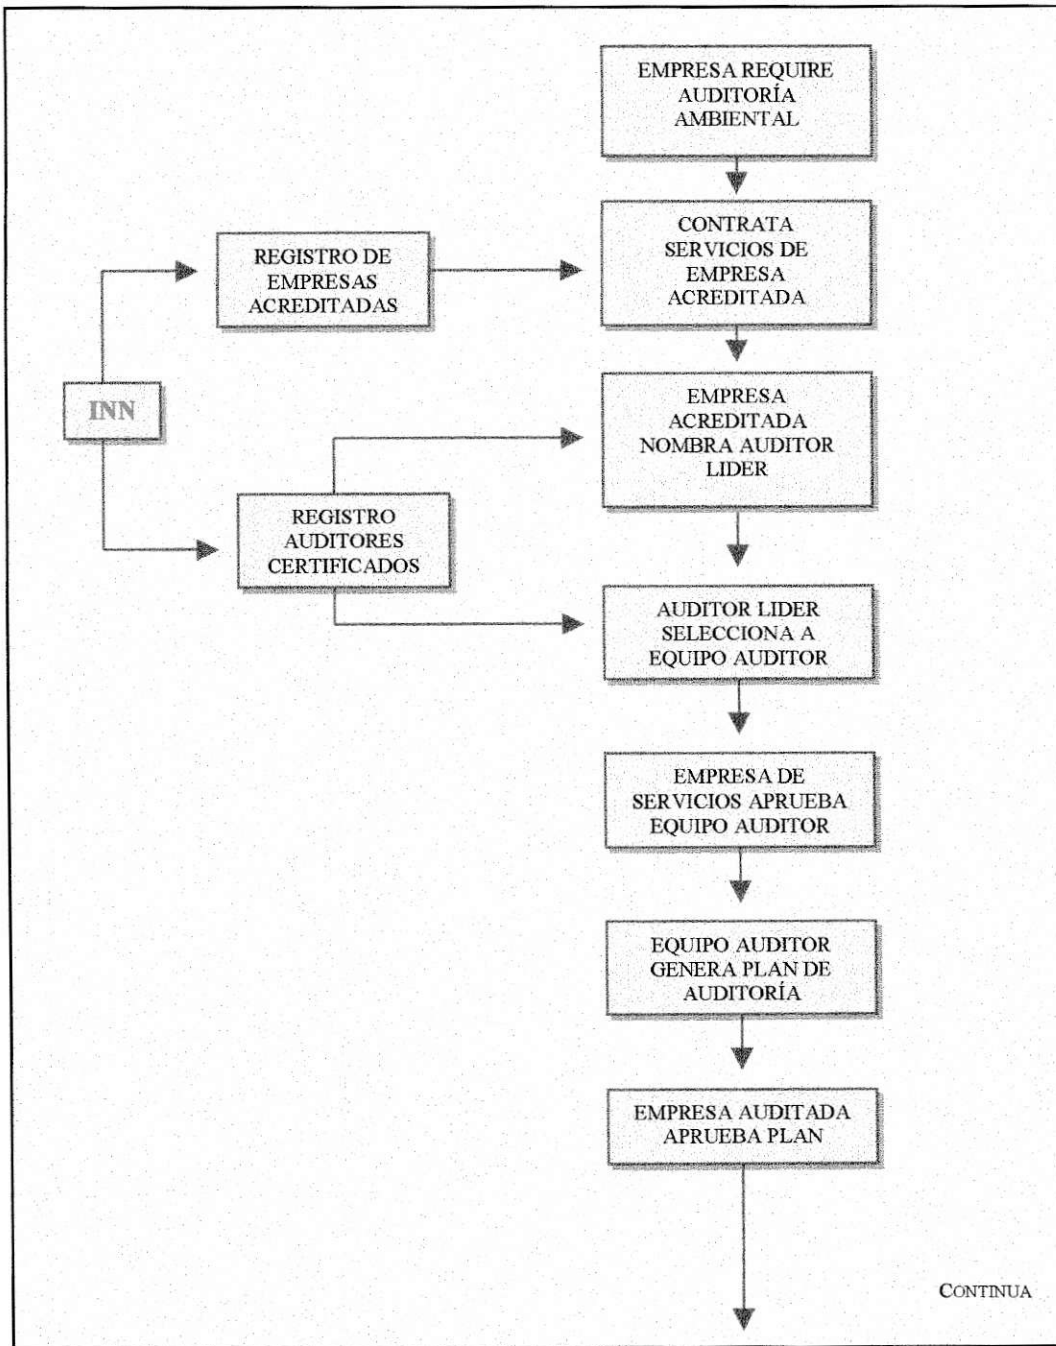 EMPRESA REQUIRE
AUDITORÍA
AMBIENTAL
CONTRATA
SERVICIOS DE
EMPRESA
ACREDITADA
REGISTRO DE
EMPRESAS
ACREDITADAS
INN
EMPRESA
ACREDITADA
NOMBRA AUDITOR
LIDER
REGISTRO
AUDITORES
CERTIFICADOS
AUDITOR LIDER
SELECCIONA A
EQUIPO AUDITOR
EMPRESA DE
SERVICIOS APRUEBA
EQUIPO AUDITOR
EQUIPO AUDITOR
GENERA PLAN DE
AUDITORÍA
EMPRESA AUDITADA
APRUEBA PLAN
CONTINUA